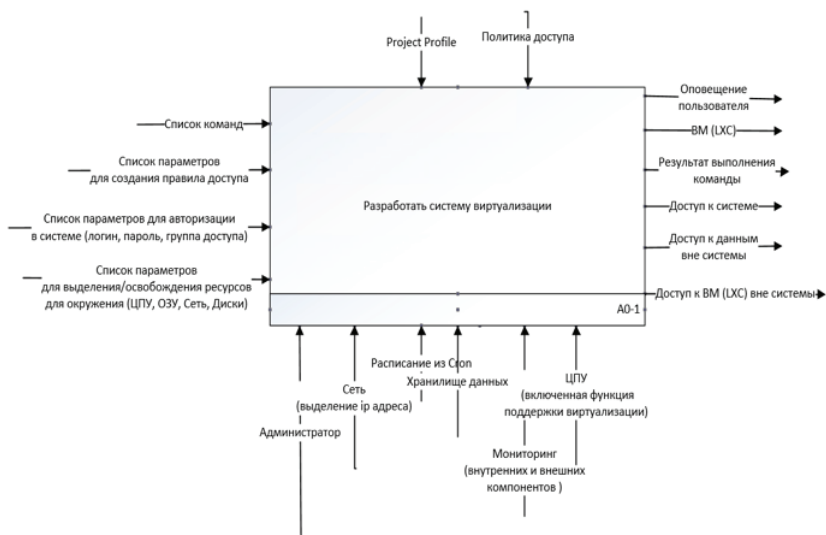 Project Profile
Политика доступа
Список команд
Список параметров
для создания правила доступа
Список параметров для авторизации
в системе (логин, пароль, группа доступа)
Список параметров
для выделения/освобождения ресурсов
для окружения (ЦПУ, ОЗУ, Сеть, Диски)
Разработать систему виртуализации
A0-1
Оповещение
пользователя
ВМ (LXC)
Результат выполнения
команды
Доступ к системе
Доступ к данным
вне системы
Доступ к ВМ (LXC) вне системы
Администратор
Сеть
(выделение ip адреса)
Расписание из Cron
Хранилище данных
Мониторинг
(внутренних и внешних
компонентов )
ЦПУ
(включенная функция
поддержки виртуализации)